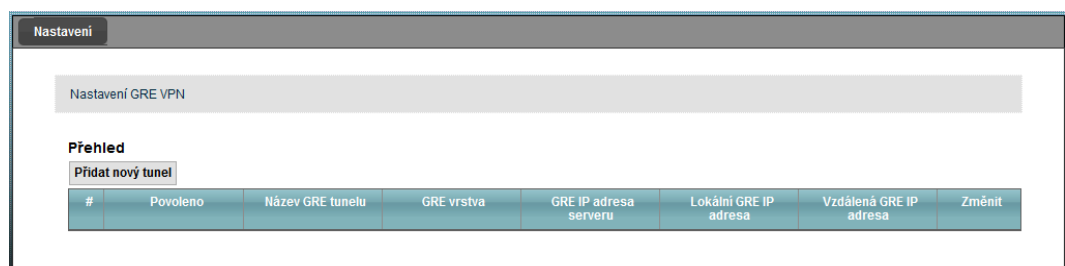 Nastavení
Nastavení GRE VPN
Přehled
Přidat nový tunel
# Povoleno Název GRE tunelu GRE vrstva GRE IP adresa serveru Lokální GRE IP adresa Vzdálená GRE IP adresa Změnit